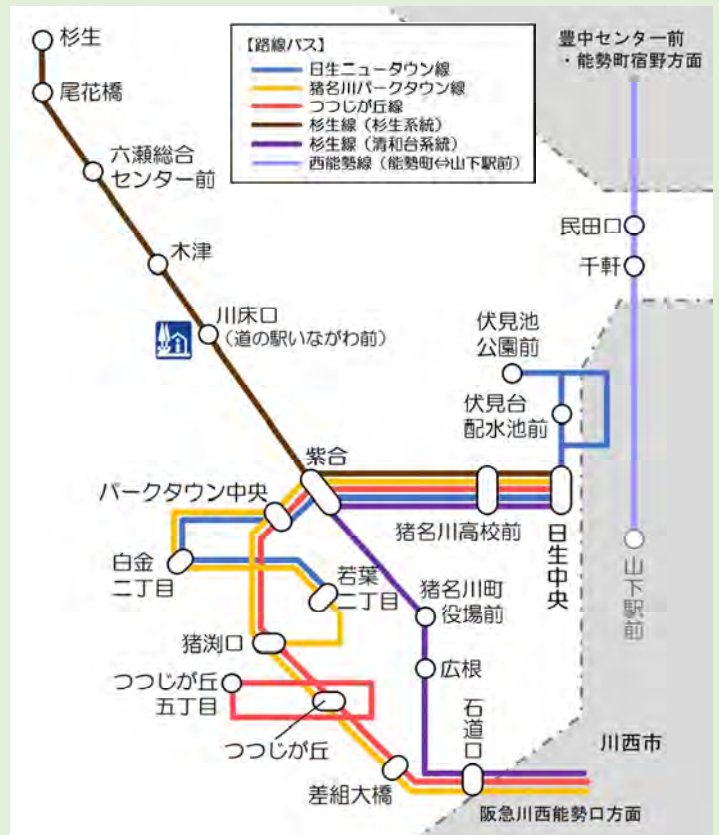 杉生
尾花橋
六瀬総合
センター前
木津
川床口
（道の駅いながわ前）
【路線バス】
日生ニュータウン線
猪名川パークタウン線
つつじが丘線
杉生線（杉生系統）
杉生線（清和台系統）
西能勢線（能勢町⇔山下駅前）
豊中センター前
・能勢町宿野方面
民田口
千軒
伏見池
公園前
伏見台
配水池前
紫合
パークタウン中央
猪名川高校前
日生中央
山下駅前
白金
二丁目
若葉
二丁目
猪名川町
役場前
猪渕口
広根
つつじが丘
五丁目
つつじが丘
石道口
川西市
差組大橋
阪急川西能勢口方面